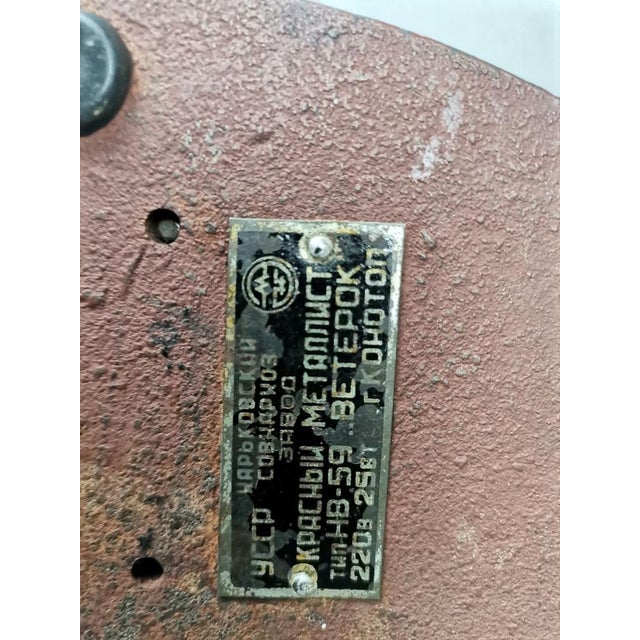 УССР ХАРЬКОВСКИЙ
СОВНАРХОЗ
ЗАВОД
КРАСНЫЙ МЕТАЛЛИСТ
ТИП НВ-59 „ВЕТЕРОК
220В 25ВТ г.КОНОТОП